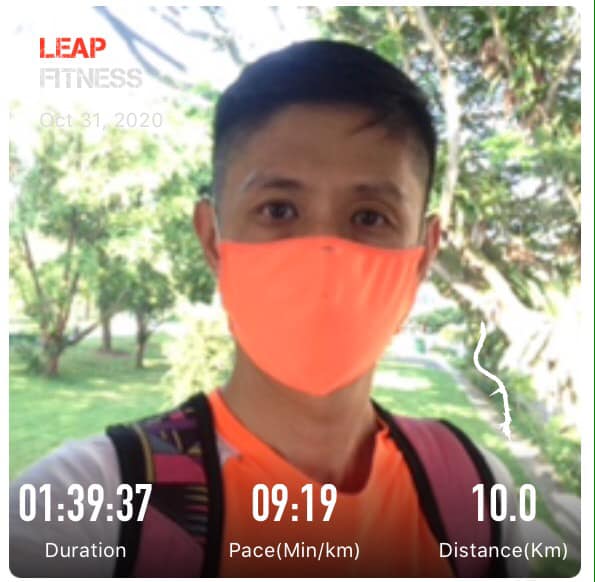 LEAP
FITNESS
Oct 31, 2020
01:39:37 09:19 10.0
Duration Pace(Min/km) Distance(Km)